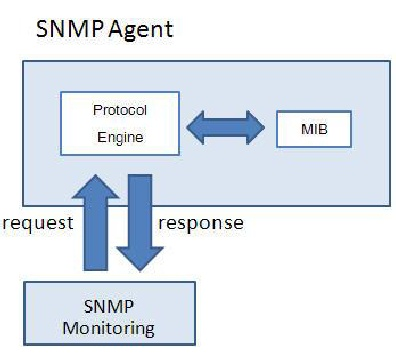 SNMP Agent
Protocol
Engine
MIB
request
response
SNMP
Monitoring